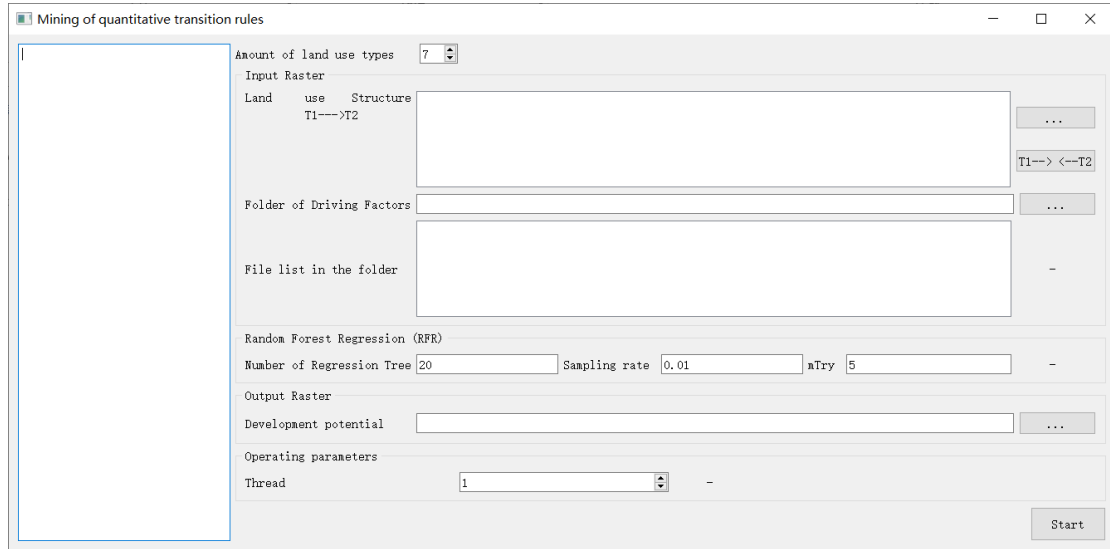 Mining of quantitative transition rules
Amount of land use types 7
Input Raster
Land use Structure
T1--->T2
...
T1--> <--T2
Folder of Driving Factors ...
File list in the folder -
Random Forest Regression (RFR)
Number of Regression Tree 20 Sampling rate 0.01 mTry 5 -
Output Raster
Development potential ...
Operating parameters
Thread 1 -
Start